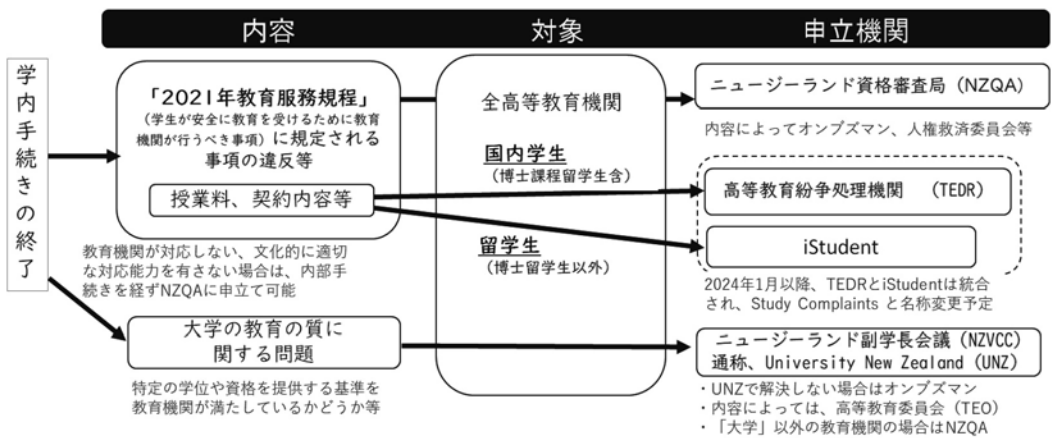 内容
対象
申立機関
学内手続きの終了
「2021年教育服務規程」
（学生が安全に教育を受けるために教育
機関が行うべき事項）に規定される
事項の違反等
授業料、契約内容等
教育機関が対応しない、文化的に適切
な対応能力を有さない場合は、内部手
続きを経ずNZQAに申立て可能
大学の教育の質に
関する問題
特定の学位や資格を提供する基準を
教育機関が満たしているかどうか等
全高等教育機関
国内学生
（博士課程留学生含）
留学生
（博士留学生以外）
ニュージーランド資格審査局（NZQA）
内容によってオンブズマン、人権救済委員会等
高等教育紛争処理機関　（TEDR）
iStudent
2024年1月以降、TEDRとiStudentは統合
され、Study Complaints と名称変更予定
ニュージーランド副学長会議（NZVCC）
通称、University New Zealand（UNZ）
・UNZで解決しない場合はオンブズマン
・内容によっては、高等教育委員会（TEO）
・「大学」以外の教育機関の場合はNZQA